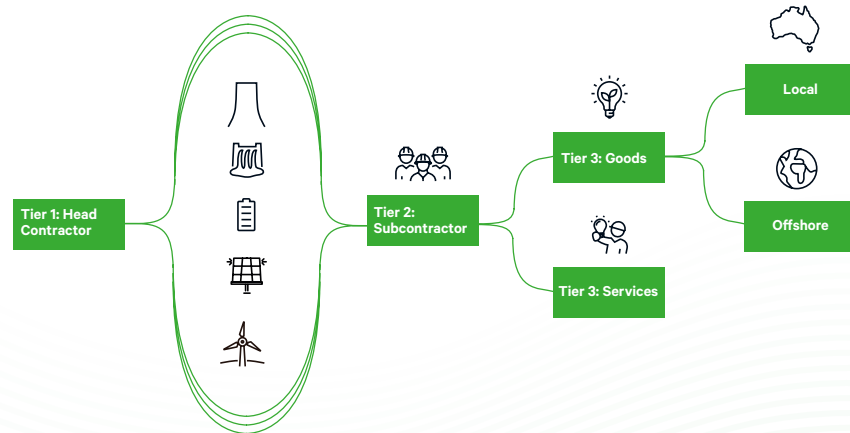 Tier 1: Head
Contractor
Tier 2:
Subcontractor
Tier 3: Goods
Tier 3: Services
Local
Offshore